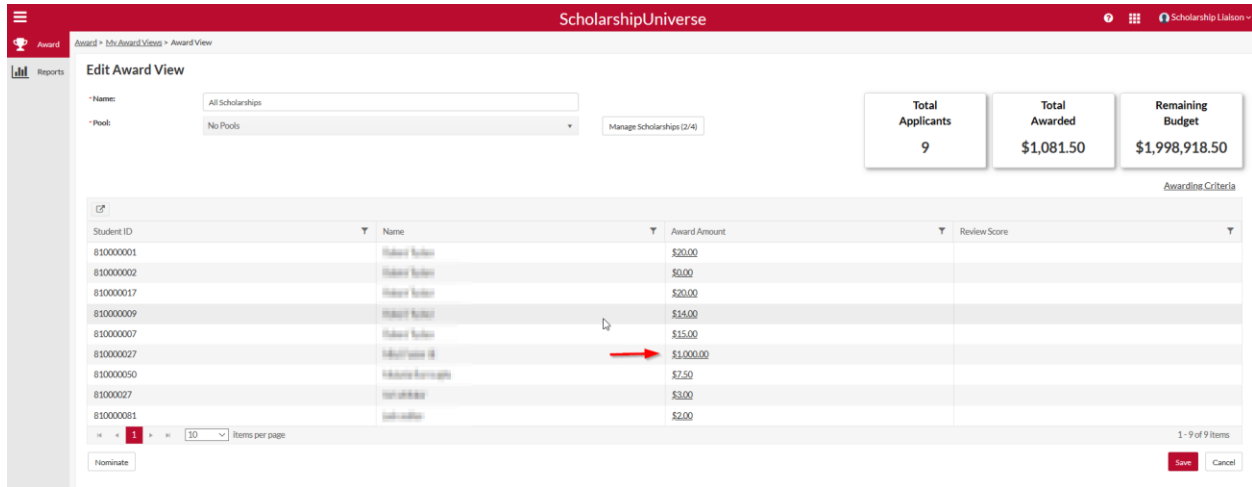 ScholarshipUniverse
Scholarship Liaison
Award
Reports
Award > My Award Views > Award View
Edit Award View
*Name: All Scholarships
*Pool: No Pools Manage Scholarships (2/4)
Total Applicants 9
Total Awarded $1,081.50
Remaining Budget $1,998,918.50
Awarding Criteria
Student ID Name Award Amount Review Score
810000001 $20.00
810000002 $0.00
810000017 $20.00
810000009 $14.00
810000007 $15.00
810000027 $1,000.00
810000050 $7.50
81000027 $3.00
810000081 $2.00
1 10 items per page 1 - 9 of 9 items
Nominate Save Cancel